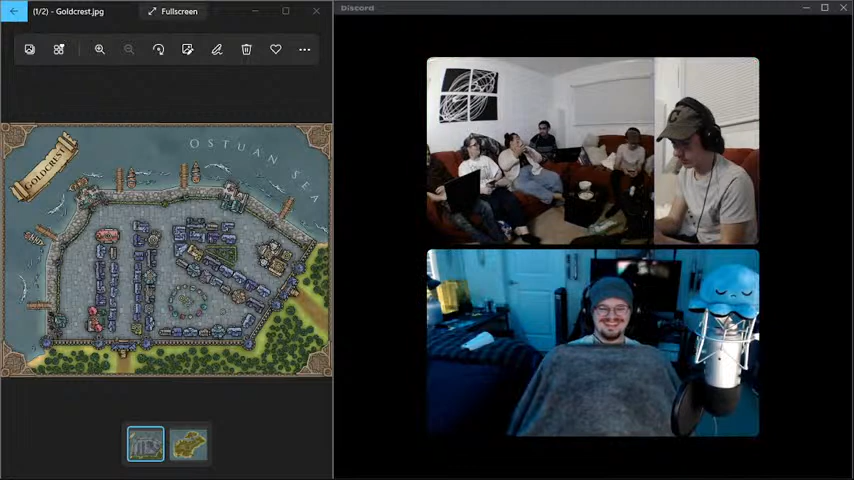 (1/2) - Goldcrest.jpg
Fullscreen
Discord
OSTUAN SEA
GOLDCREST